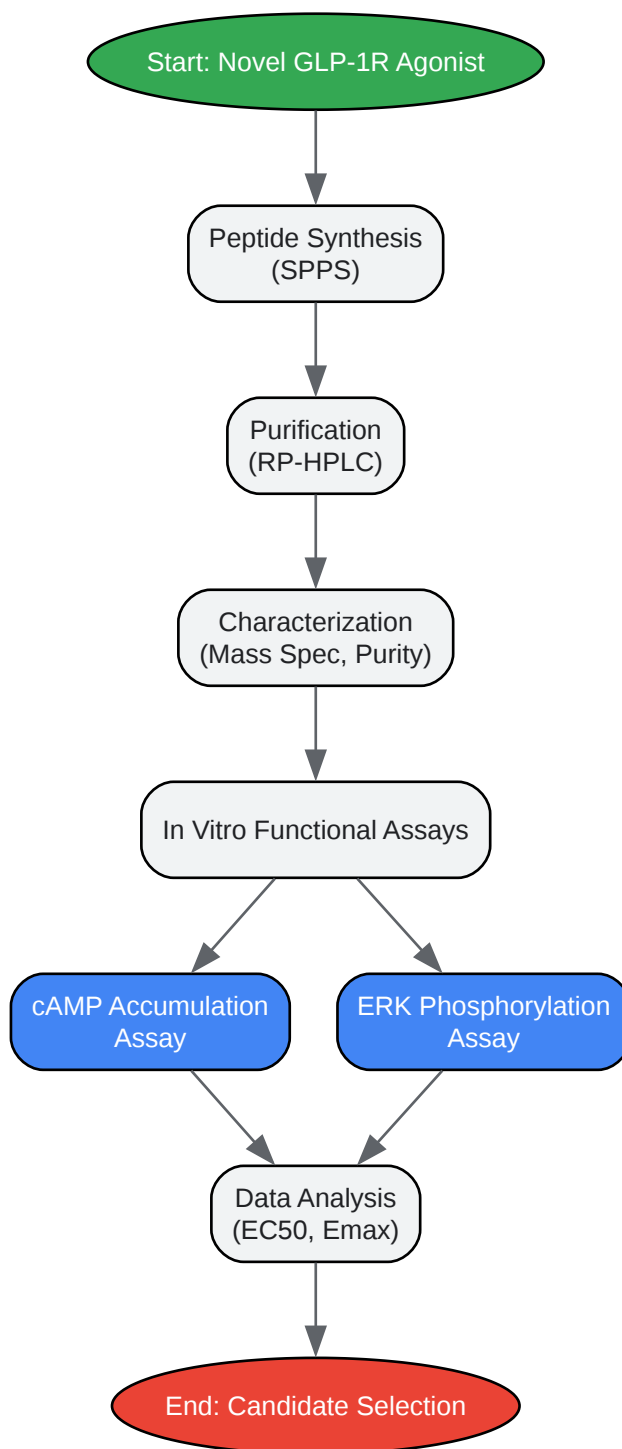 Start: Novel GLP-1R Agonist
Peptide Synthesis
(SPPS)
Purification
(RP-HPLC)
Characterization
(Mass Spec, Purity)
In Vitro Functional Assays
cAMP Accumulation
Assay
ERK Phosphorylation
Assay
Data Analysis
(EC50, Emax)
End: Candidate Selection